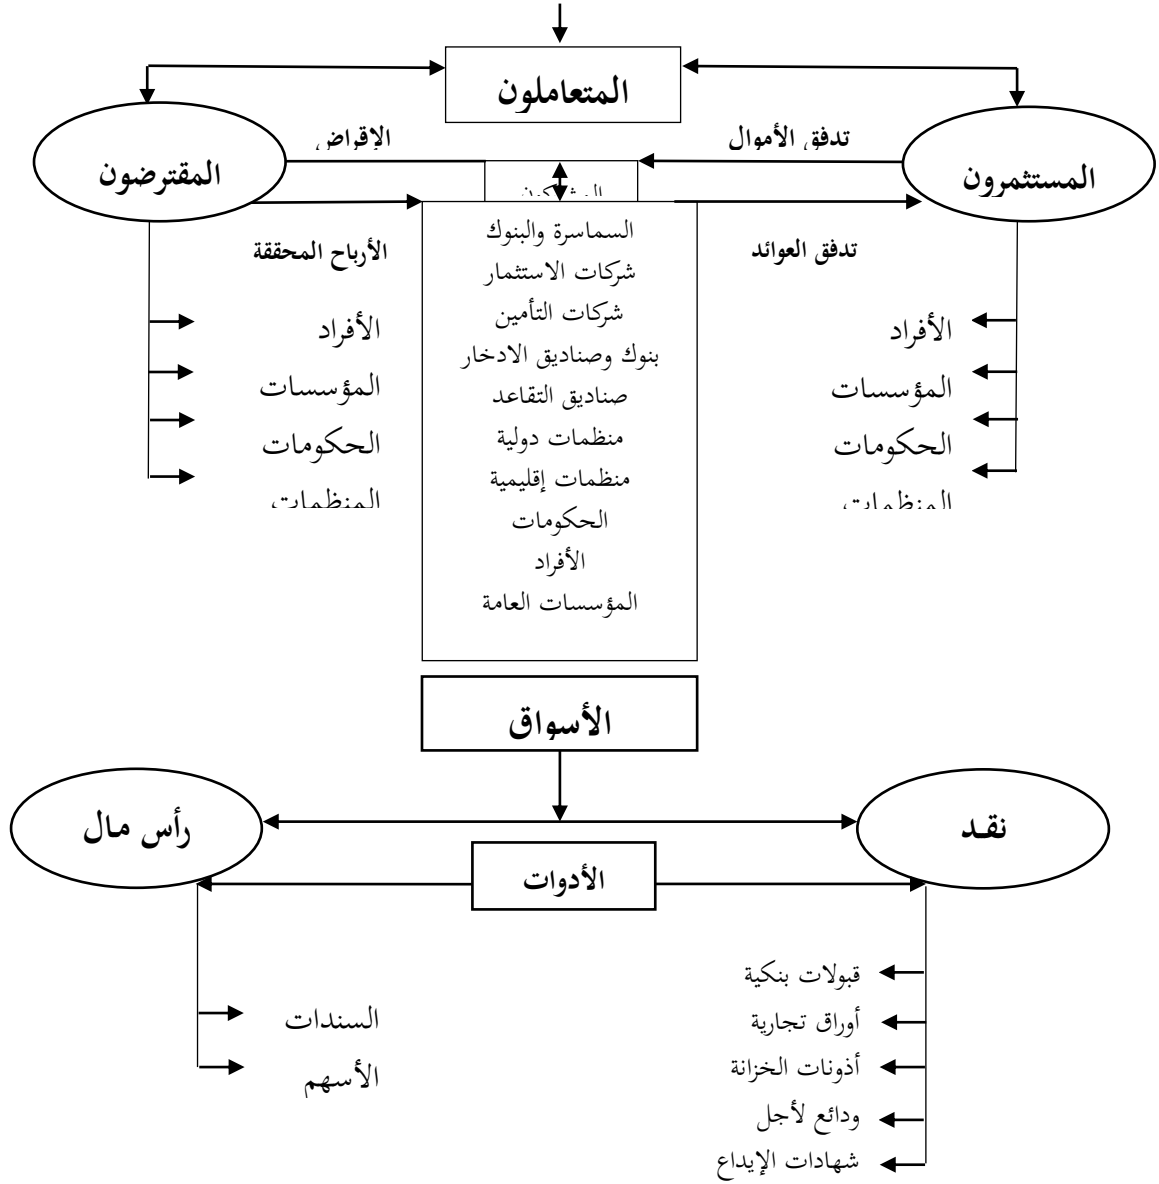 المتعاملون
تدفق الأموال
الإقراض
المستثمرون
المقترضون
تدفق العوائد
الأرباح المحققة
السماسرة والبنوك
شركات الاستثمار
شركات التأمين
بنوك وصناديق الادخار
صناديق التقاعد
منظمات دولية
منظمات إقليمية
الحكومات
الأفراد
المؤسسات العامة
الأفراد
المؤسسات
الحكومات
المنظمات
الأفراد
المؤسسات
الحكومات
المنظمات
الأسواق
نقد
رأس مال
الأدوات
قبولات بنكية
أوراق تجارية
أذونات الخزانة
ودائع لأجل
شهادات الإيداع
السندات
الأسهم